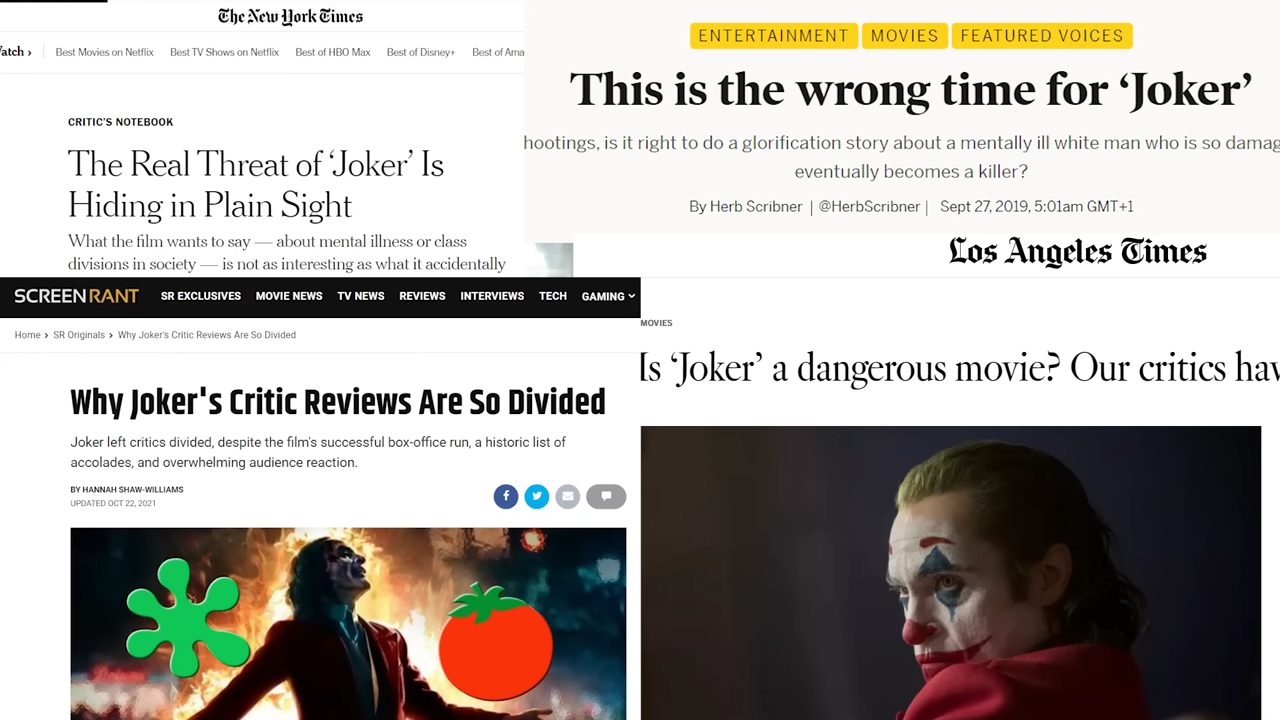 The New York Times
Watch ›
Best Movies on Netflix
Best TV Shows on Netflix
Best of HBO Max
Best of Disney+
Best of Ama
CRITIC'S NOTEBOOK
The Real Threat of ‘Joker’ Is
Hiding in Plain Sight
What the film wants to say — about mental illness or class
divisions in society — is not as interesting as what it accidentally
ENTERTAINMENT
MOVIES
FEATURED VOICES
This is the wrong time for ‘Joker’
hootings, is it right to do a glorification story about a mentally ill white man who is so damag
eventually becomes a killer?
By Herb Scribner | @HerbScribner | Sept 27, 2019, 5:01am GMT+1
SCREENRANT
SR EXCLUSIVES
MOVIE NEWS
TV NEWS
REVIEWS
INTERVIEWS
TECH
GAMING
Home › SR Originals › Why Joker's Critic Reviews Are So Divided
Why Joker's Critic Reviews Are So Divided
Joker left critics divided, despite the film's successful box-office run, a historic list of
accolades, and overwhelming audience reaction.
BY HANNAH SHAW-WILLIAMS
UPDATED OCT 22, 2021
Los Angeles Times
MOVIES
Is ‘Joker’ a dangerous movie? Our critics hav